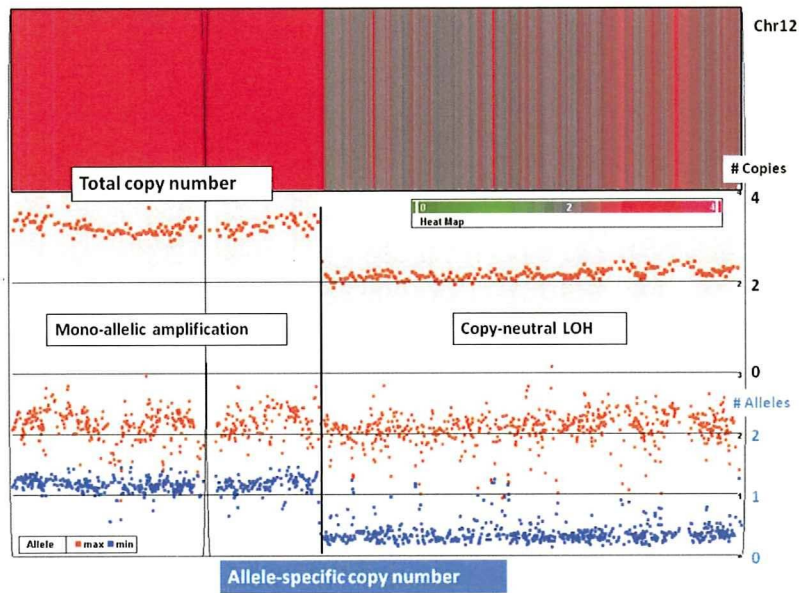 Chr12
# Copies
Total copy number
4
0 2 4
Heat Map
2
Mono-allelic amplification
Copy-neutral LOH
0
# Alleles
2
1
Allele max min
0
Allele-specific copy number